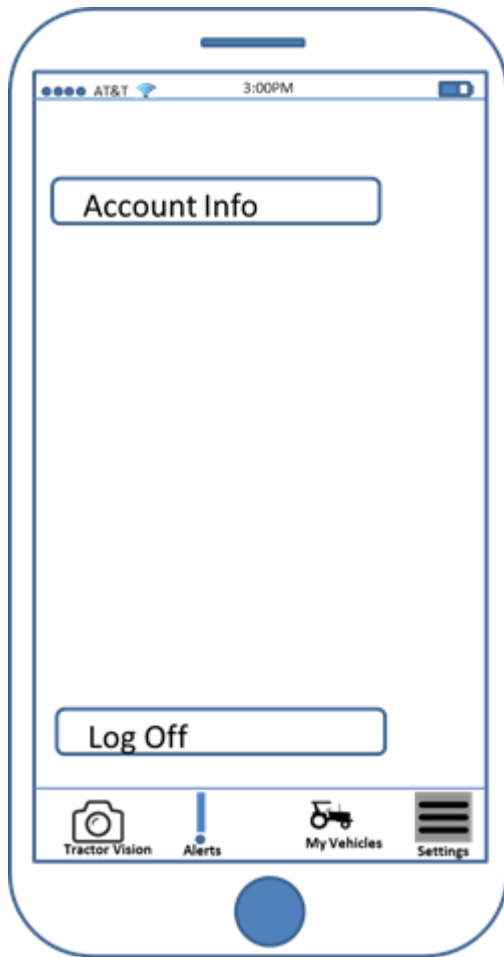 AT&T 3:00PM
Account Info
Log Off
Tractor Vision Alerts My Vehicles Settings